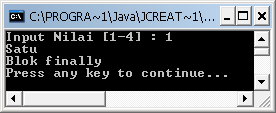 C:\PROGRA~1\Java\JCREAT~1\...
Input Nilai [1-4] : 1
Satu
Blok finally
Press any key to continue...